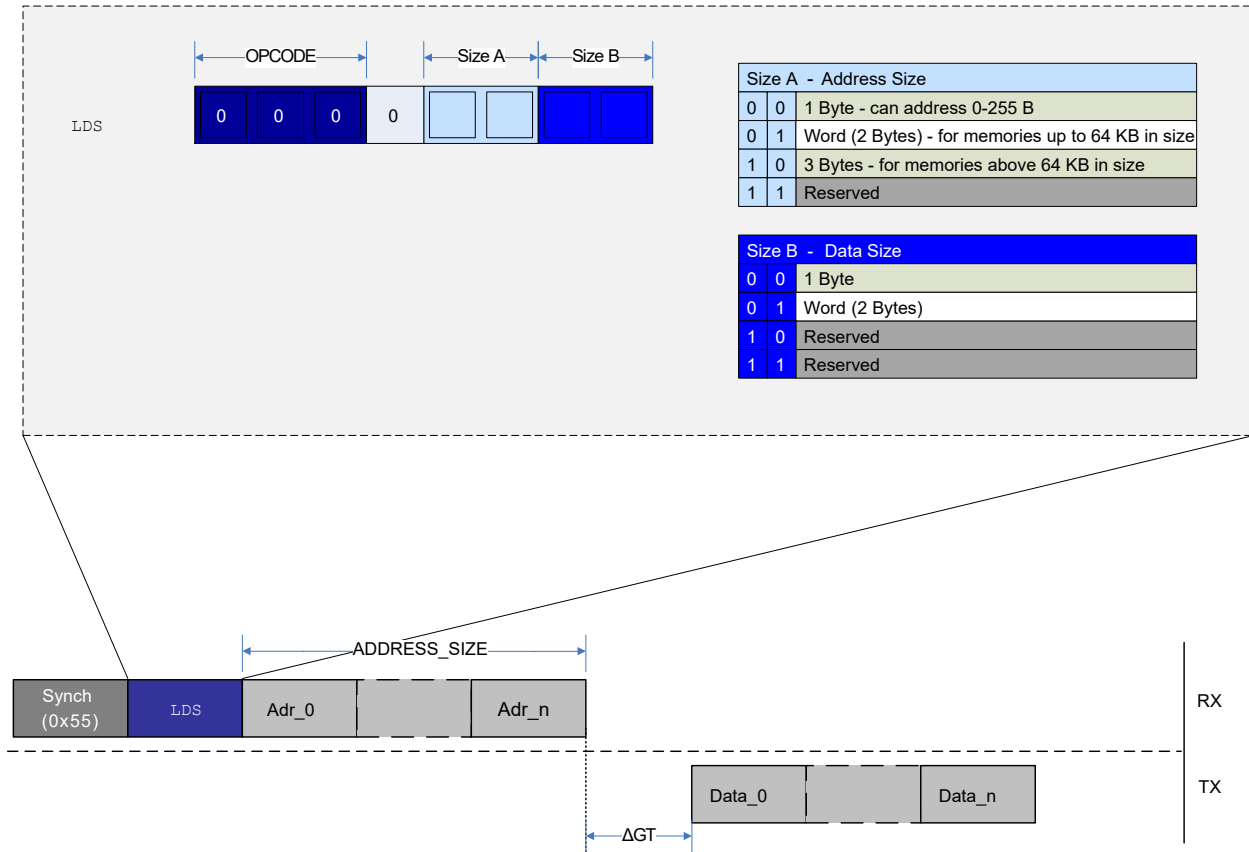 OPCODE
Size A
Size B
LDS
0 0 0 0
Size A - Address Size
0 0 1 Byte - can address 0-255 B
0 1 Word (2 Bytes) - for memories up to 64 KB in size
1 0 3 Bytes - for memories above 64 KB in size
1 1 Reserved
Size B - Data Size
0 0 1 Byte
0 1 Word (2 Bytes)
1 0 Reserved
1 1 Reserved
ADDRESS_SIZE
Synch
(0x55)
LDS
Adr_0
Adr_n
RX
Data_0
Data_n
TX
ΔGT